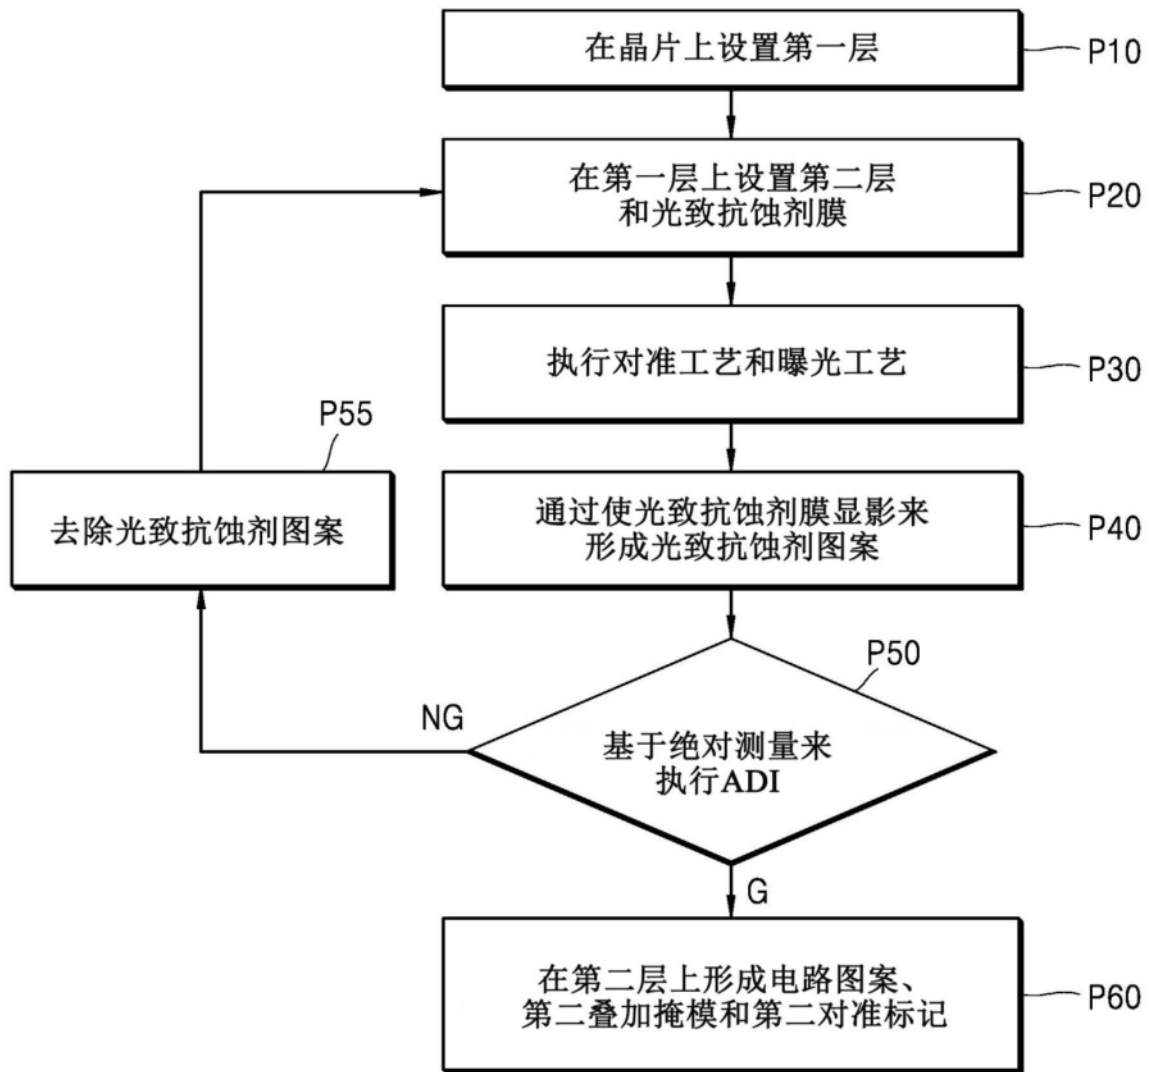 在晶片上设置第一层
P10
在第一层上设置第二层
和光致抗蚀剂膜
P20
执行对准工艺和曝光工艺
P30
P55
去除光致抗蚀剂图案
通过使光致抗蚀剂膜显影来
形成光致抗蚀剂图案
P40
P50
NG
基于绝对测量来
执行ADI
G
在第二层上形成电路图案、
第二叠加掩模和第二对准标记
P60